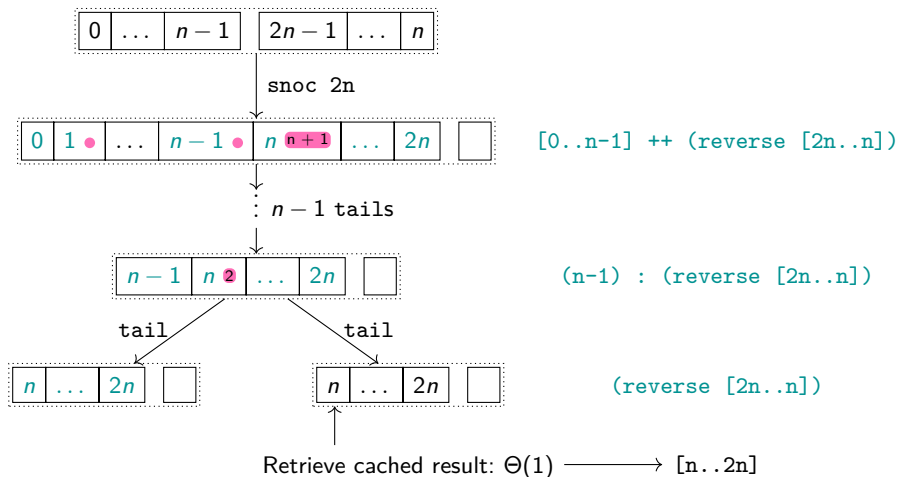 0 … n − 1 2n − 1 … n
snoc 2n
0 1 … n − 1 n n + 1 … 2n [0..n-1] ++ (reverse [2n..n])
⋮ n − 1 tails
n − 1 n 2 … 2n (n-1) : (reverse [2n..n])
tail tail
n … 2n n … 2n (reverse [2n..n])
Retrieve cached result: Θ(1) [n..2n]